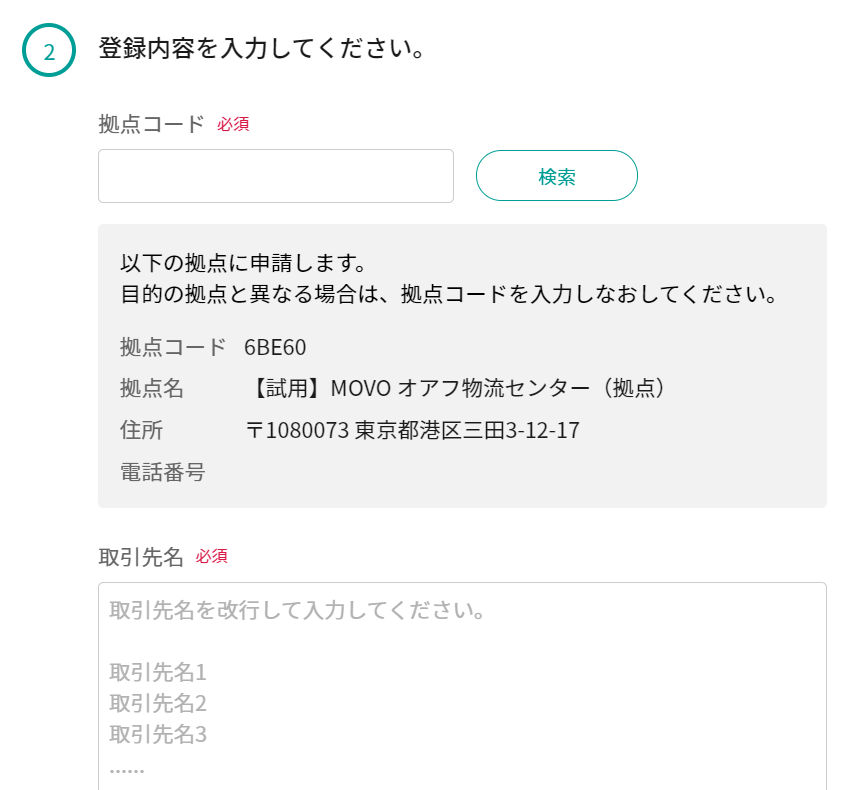 2 登録内容を入力してください。
拠点コード 必須
検索
以下の拠点に申請します。
目的の拠点と異なる場合は、拠点コードを入力しなおしてください。
拠点コード 6BE60
拠点名 【試用】MOVO オアフ物流センター（拠点）
住所 〒1080073 東京都港区三田3-12-17
電話番号
取引先名 必須
取引先名を改行して入力してください。
取引先名1
取引先名2
取引先名3
......